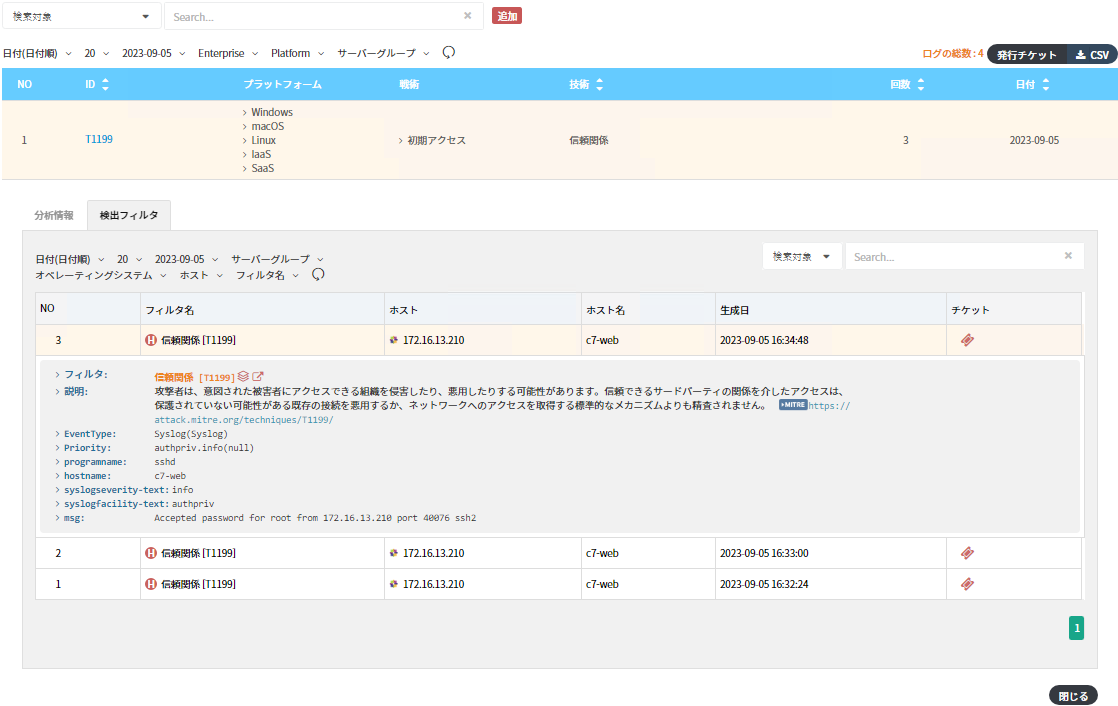 検索対象 Search... 追加
日付(日付順) 20 2023-09-05 Enterprise Platform サーバーグループ ログの総数 : 4 発行チケット CSV
NO ID プラットフォーム 戦術 技術 回数 日付
Windows
macOS
1 T1199 Linux 初期アクセス 信頼関係 3 2023-09-05
IaaS
SaaS
分析情報 検出フィルタ
日付(日付順) 20 2023-09-05 サーバーグループ 検索対象 Search...
オペレーティングシステム ホスト フィルタ名
NO フィルタ名 ホスト ホスト名 生成日 チケット
3 H 信頼関係 [T1199] 172.16.13.210 c7-web 2023-09-05 16:34:48
フィルタ: 信頼関係 [T1199]
説明: 攻撃者は、意図された被害者にアクセスできる組織を侵害したり、悪用したりする可能性があります。信頼できるサードパーティの関係を介したアクセスは、
保護されていない可能性がある既存の接続を悪用するか、ネットワークへのアクセスを取得する標準的なメカニズムよりも精査されません。 MITRE https://
attack.mitre.org/techniques/T1199/
EventType: Syslog(Syslog)
Priority: authpriv.info(null)
programname: sshd
hostname: c7-web
syslogseverity-text: info
syslogfacility-text: authpriv
msg: Accepted password for root from 172.16.13.210 port 40076 ssh2
2 H 信頼関係 [T1199] 172.16.13.210 c7-web 2023-09-05 16:33:00
1 H 信頼関係 [T1199] 172.16.13.210 c7-web 2023-09-05 16:32:24
1
閉じる